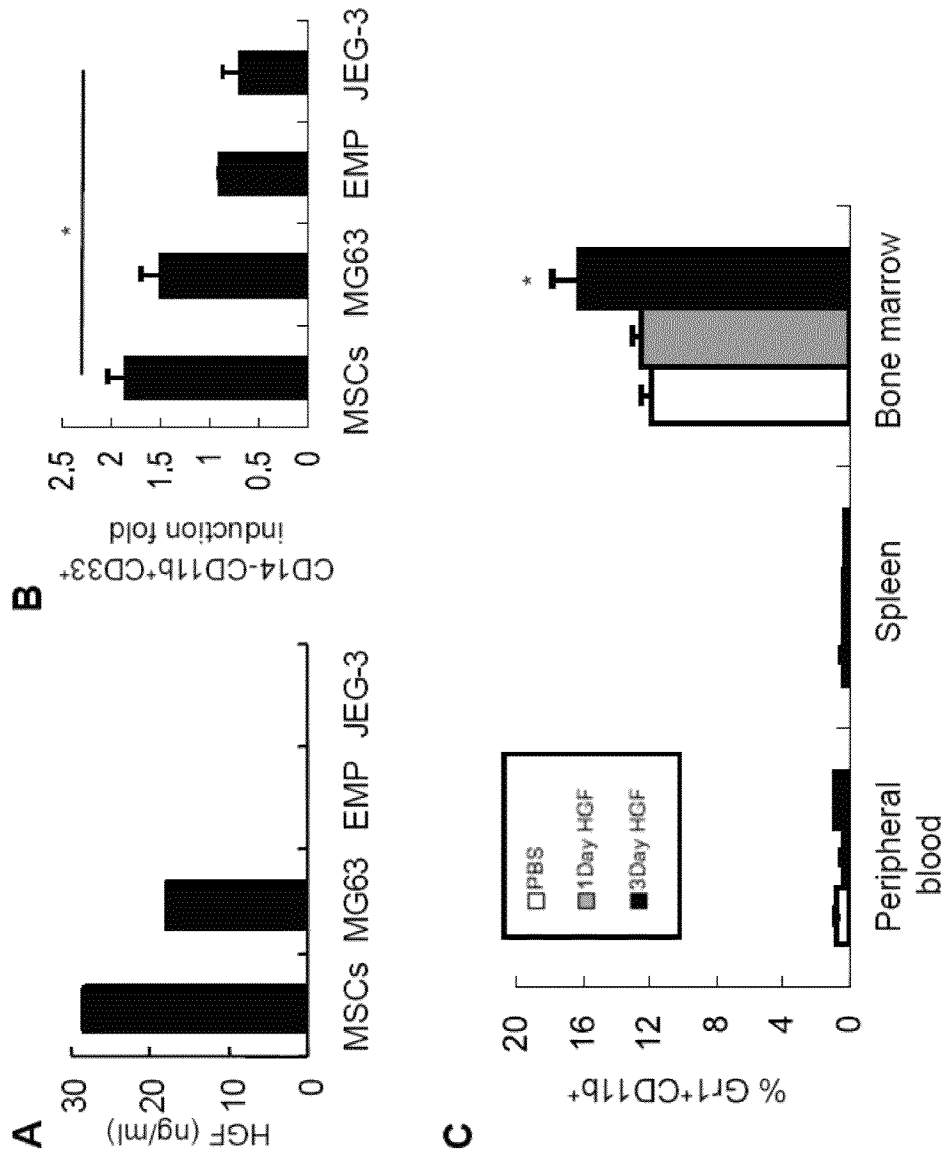 A
HGF (ng/ml)
30
20
10
0
MSCs MG63 EMP JEG-3
B
CD14-CD11b⁺CD33⁺
induction fold
2.5
2
1.5
1
0.5
0
*
MSCs MG63 EMP JEG-3
C
% Gr1⁺CD11b⁺
20
16
12
8
4
0
PBS
1Day HGF
3Day HGF
*
Peripheral
blood
Spleen
Bone marrow